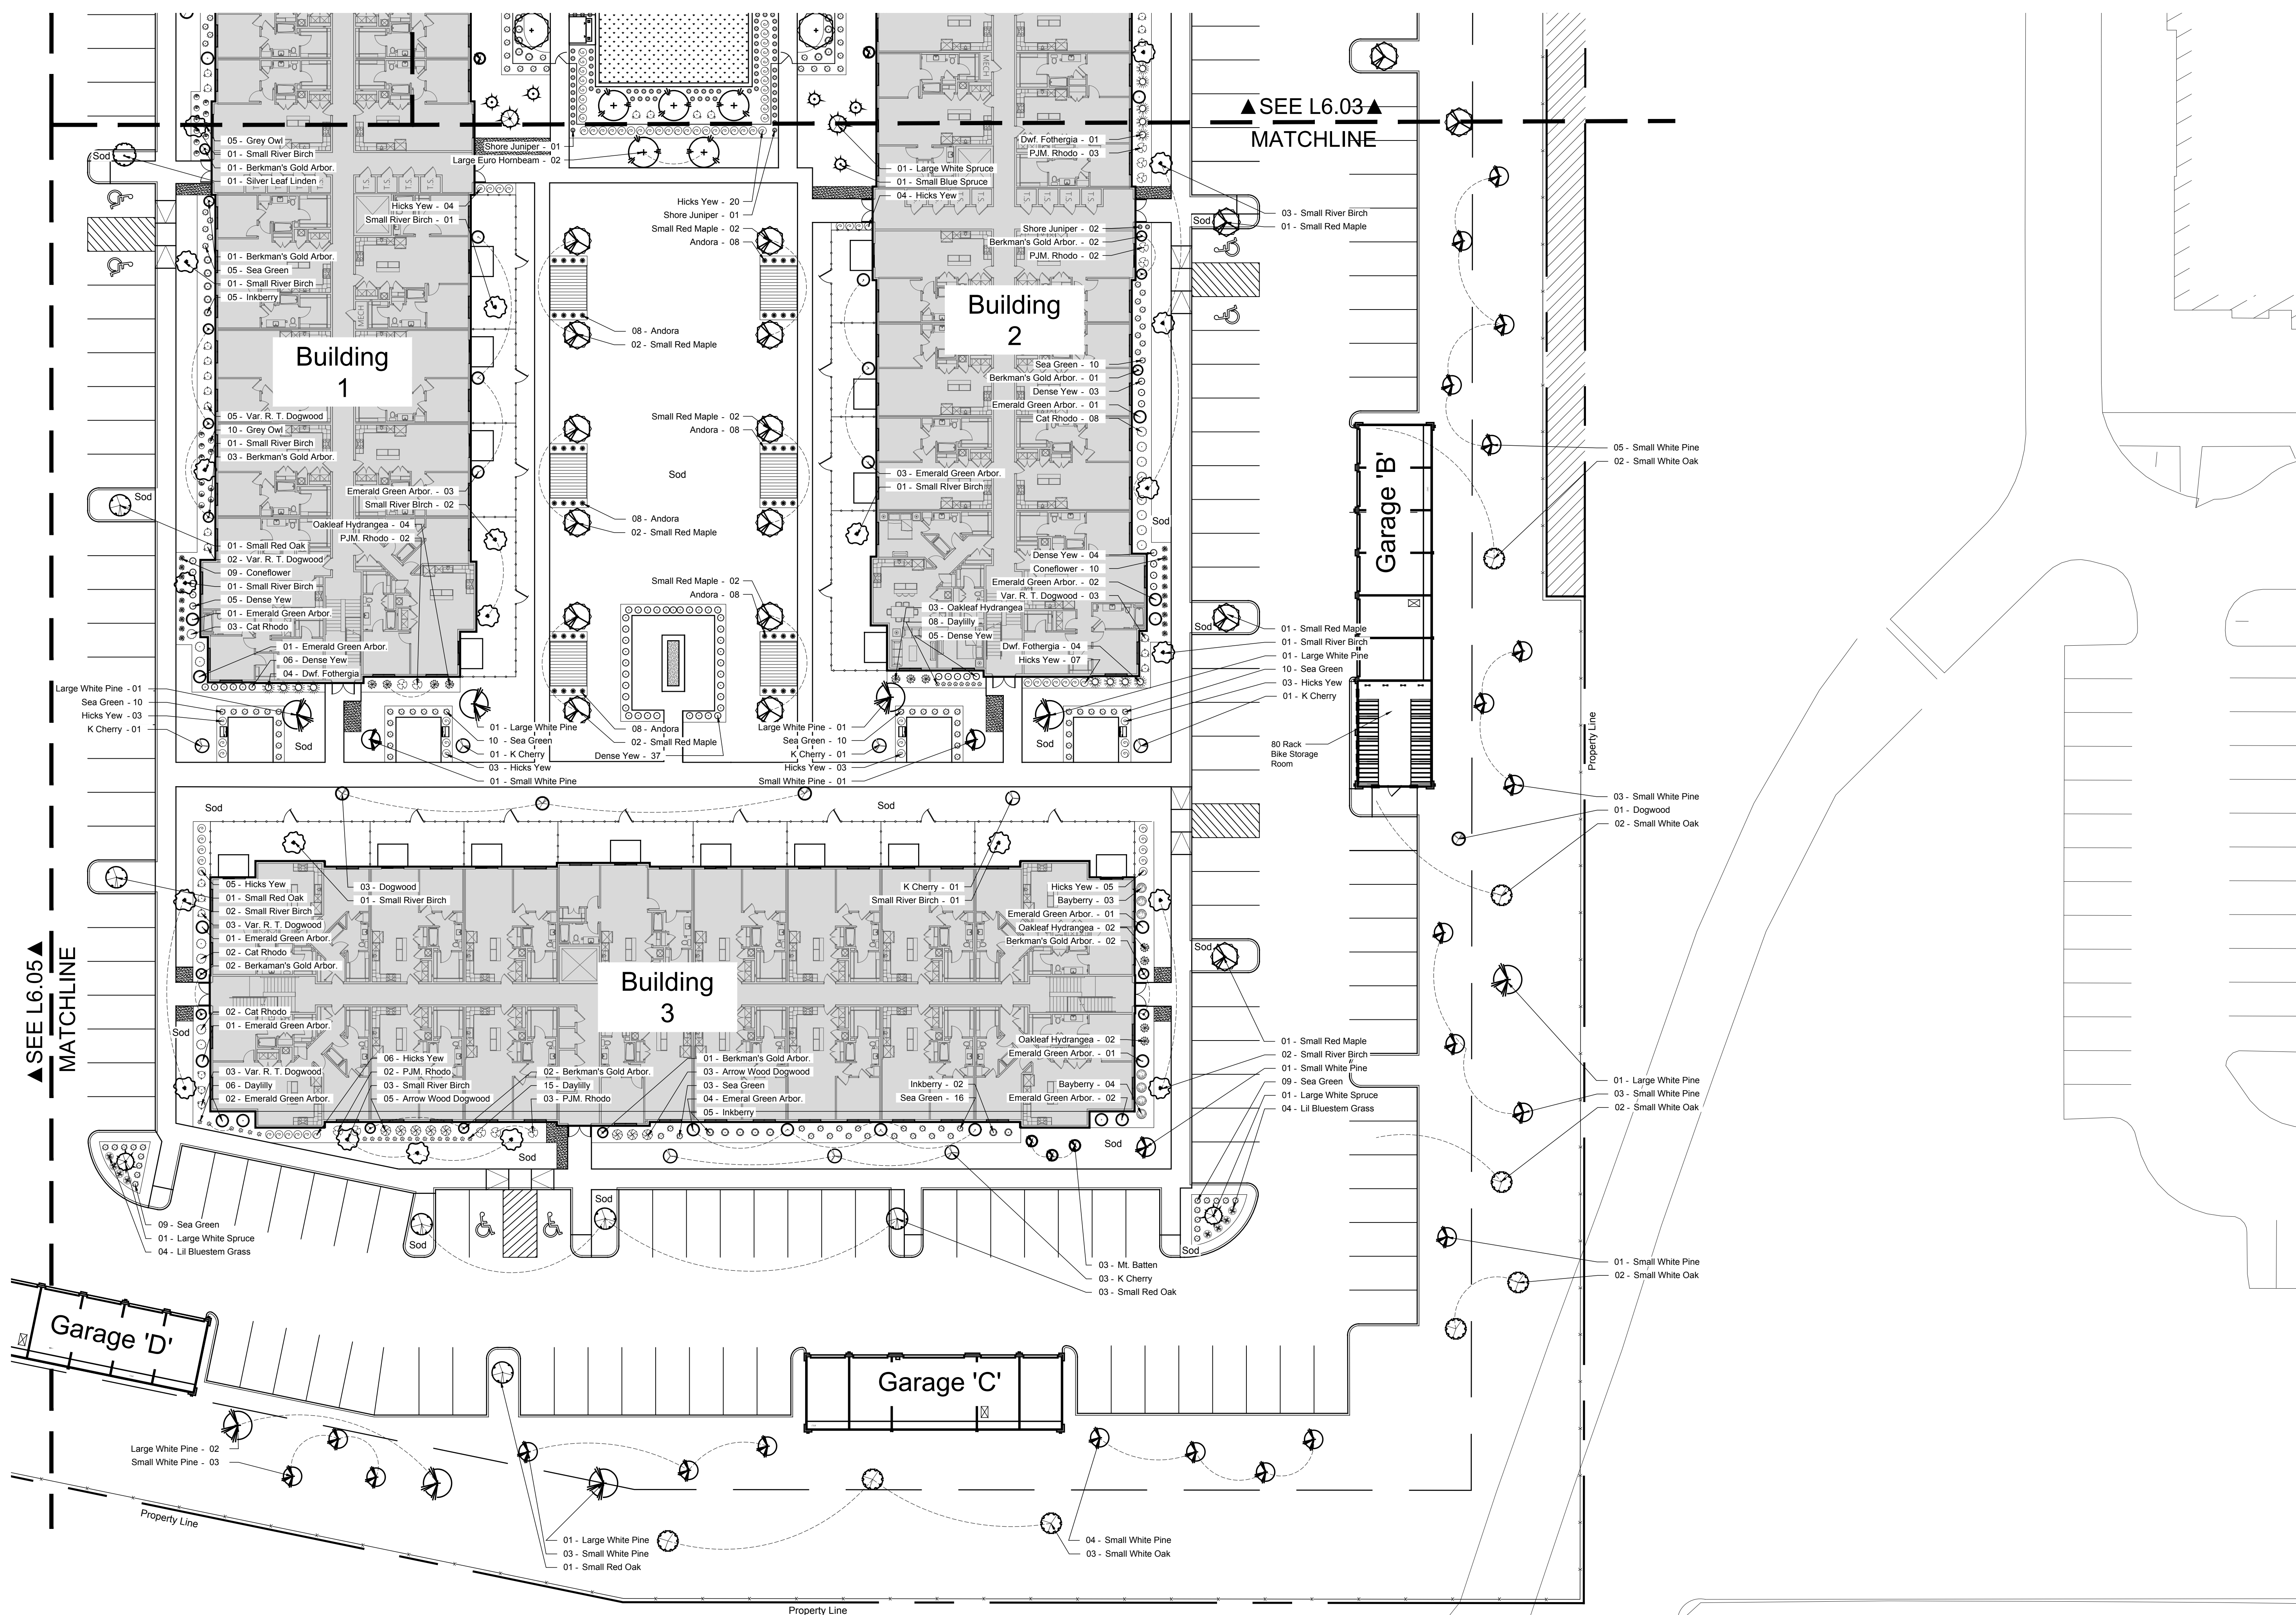 ▲SEE L6.03▲
MATCHLINE
MECH
Sod
05 - Grey Owl
01 - Small River Birch
01 - Berkman's Gold Arbor.
01 - Silver Leaf Linden
Shore Juniper - 01
Large Euro Hornbeam - 02
T.S. T.S. T.S. T.S.
T.S. T.S. T.S. T.S.
Hicks Yew - 04
Small River Birch - 01
Hicks Yew - 20
Shore Juniper - 01
Small Red Maple - 02
Andora - 08
01 - Large White Spruce
01 - Small Blue Spruce
04 - Hicks Yew
T.S. T.S. T.S. T.S.
T.S. T.S. T.S. T.S.
Dwf. Fothergia - 01
PJM. Rhodo - 03
Sod
03 - Small River Birch
01 - Small Red Maple
Shore Juniper - 02
Berkman's Gold Arbor. - 02
PJM. Rhodo - 02
01 - Berkman's Gold Arbor.
05 - Sea Green
01 - Small River Birch
05 - Inkberry
MECH
Building
1
08 - Andora
02 - Small Red Maple
Building
2
Sea Green - 10
Berkman's Gold Arbor. - 01
Dense Yew - 03
Emerald Green Arbor. - 01
Cat Rhodo - 08
05 - Var. R. T. Dogwood
10 - Grey Owl
01 - Small River Birch
03 - Berkman's Gold Arbor.
Small Red Maple - 02
Andora - 08
Sod
03 - Emerald Green Arbor.
01 - Small RIver BIrch
Garage 'B'
05 - Small White Pine
02 - Small White Oak
Emerald Green Arbor. - 03
Small River BIrch - 02
Sod
Oakleaf Hydrangea - 04
PJM. Rhodo - 02
08 - Andora
02 - Small Red Maple
Sod
01 - Small Red Oak
02 - Var. R. T. Dogwood
09 - Coneflower
01 - Small River Birch
05 - Dense Yew
01 - Emerald Green Arbor.
03 - Cat Rhodo
01 - Emerald Green Arbor.
06 - Dense Yew
04 - Dwf. Fothergia
Small Red Maple - 02
Andora - 08
Dense Yew - 04
Coneflower - 10
Emerald Green Arbor. - 02
Var. R. T. Dogwood - 03
03 - Oakleaf Hydrangea
08 - Daylilly
05 - Dense Yew
Dwf. Fothergia - 04
Hicks Yew - 07
Sod
01 - Small Red Maple
01 - Small River Birch
01 - Large White Pine
10 - Sea Green
03 - Hicks Yew
01 - K Cherry
Large White Pine - 01
Sea Green - 10
Hicks Yew - 03
K Cherry - 01
Sod
01 - Large White Pine
10 - Sea Green
01 - K Cherry
03 - Hicks Yew
01 - Small White Pine
08 - Andora
02 - Small Red Maple
Dense Yew - 37
Large White Pine - 01
Sea Green - 10
K Cherry - 01
Hicks Yew - 03
Small White Pine - 01
Sod
80 Rack
Bike Storage
Room
Property Line
03 - Small White Pine
01 - Dogwood
02 - Small White Oak
Sod
Sod
05 - Hicks Yew
01 - Small Red Oak
02 - Small River Birch
03 - Var. R. T. Dogwood
01 - Emerald Green Arbor.
02 - Cat Rhodo
02 - Berkaman's Gold Arbor.
03 - Dogwood
01 - Small River Birch
K Cherry - 01
Small River Birch - 01
Hicks Yew - 05
Bayberry - 03
Emerald Green Arbor. - 01
Oakleaf Hydrangea - 02
Berkman's Gold Arbor. - 02
Sod
▲SEE L6.05▲
MATCHLINE
Building
3
Sod
02 - Cat Rhodo
01 - Emerald Green Arbor.
03 - Var. R. T. Dogwood
06 - Daylilly
02 - Emerald Green Arbor.
06 - Hicks Yew
02 - PJM. Rhodo
03 - Small River Birch
05 - Arrow Wood Dogwood
02 - Berkman's Gold Arbor.
15 - Daylilly
03 - PJM. Rhodo
01 - Berkman's Gold Arbor.
03 - Arrow Wood Dogwood
03 - Sea Green
04 - Emeral Green Arbor.
05 - Inkberry
Inkberry - 02
Sea Green - 16
Oakleaf Hydrangea - 02
Emerald Green Arbor. - 01
Bayberry - 04
Emerald Green Arbor. - 02
01 - Small Red Maple
02 - Small River Birch
01 - Small White Pine
09 - Sea Green
01 - Large White Spruce
04 - Lil Bluestem Grass
01 - Large White Pine
03 - Small White Pine
02 - Small White Oak
Sod
Sod
Sod
Sod
Sod
09 - Sea Green
01 - Large White Spruce
04 - Lil Bluestem Grass
03 - Mt. Batten
03 - K Cherry
03 - Small Red Oak
01 - Small White Pine
02 - Small White Oak
Garage 'D'
Garage 'C'
Large White Pine - 02
Small White Pine - 03
Property Line
01 - Large White Pine
03 - Small White Pine
01 - Small Red Oak
04 - Small White Pine
03 - Small White Oak
Property Line